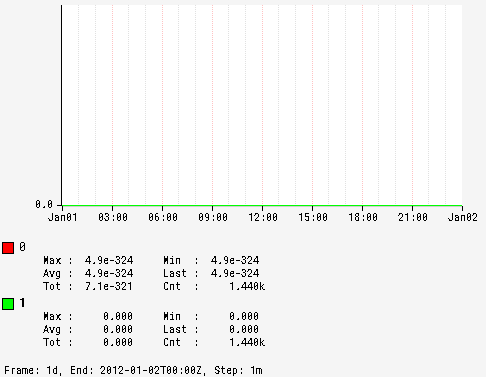 0.0
Jan01 03:00 06:00 09:00 12:00 15:00 18:00 21:00 Jan02
0
Max : 4.9e-324 Min : 4.9e-324
Avg : 4.9e-324 Last : 4.9e-324
Tot : 7.1e-321 Cnt : 1.440k
1
Max : 0.000 Min : 0.000
Avg : 0.000 Last : 0.000
Tot : 0.000 Cnt : 1.440k
Frame: 1d, End: 2012-01-02T00:00Z, Step: 1m